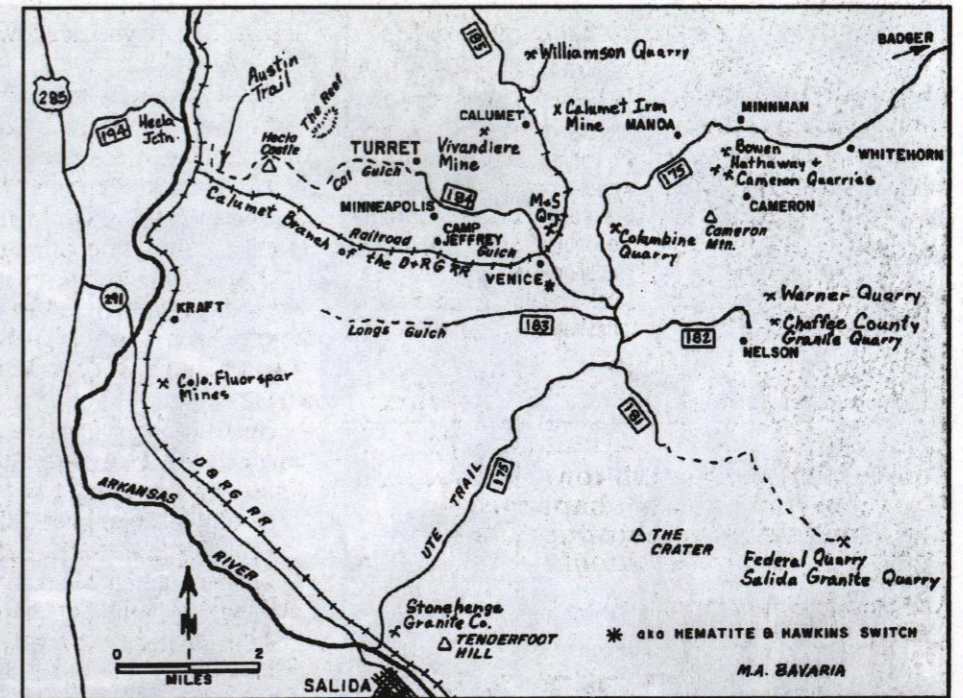 185
Williamson Quarry
BADGER
285
Austin
Trail
The Reef
194
Hecla
Jctn.
Hecla
Castle
CALUMET
Calumet Iron
Mine
MANOA
MINNMAN
TURRET
Vivandiere
Mine
Cat Gulch
184
175
Bowen
Hathaway +
Cameron Quarries
WHITEHORN
MINNEAPOLIS
M+S
Qry
CAMERON
CAMP
JEFFREY
Columbine
Quarry
Cameron
Mtn.
Calumet Branch of the D+RG RR
Railroad Gulch
VENICE *
291
KRAFT
Longs Gulch
183
182
Warner Quarry
Chaffee County
Granite Quarry
NELSON
Colo. Fluorspar
Mines
181
D & RG RR
UTE TRAIL
175
ARKANSAS
RIVER
THE
CRATER
Federal Quarry
Salida Granite Quarry
Stonehenge
Granite Co.
TENDERFOOT
HILL
* aka HEMATITE & HAWKINS SWITCH
0 1 2
MILES
SALIDA
M.A. BAVARIA